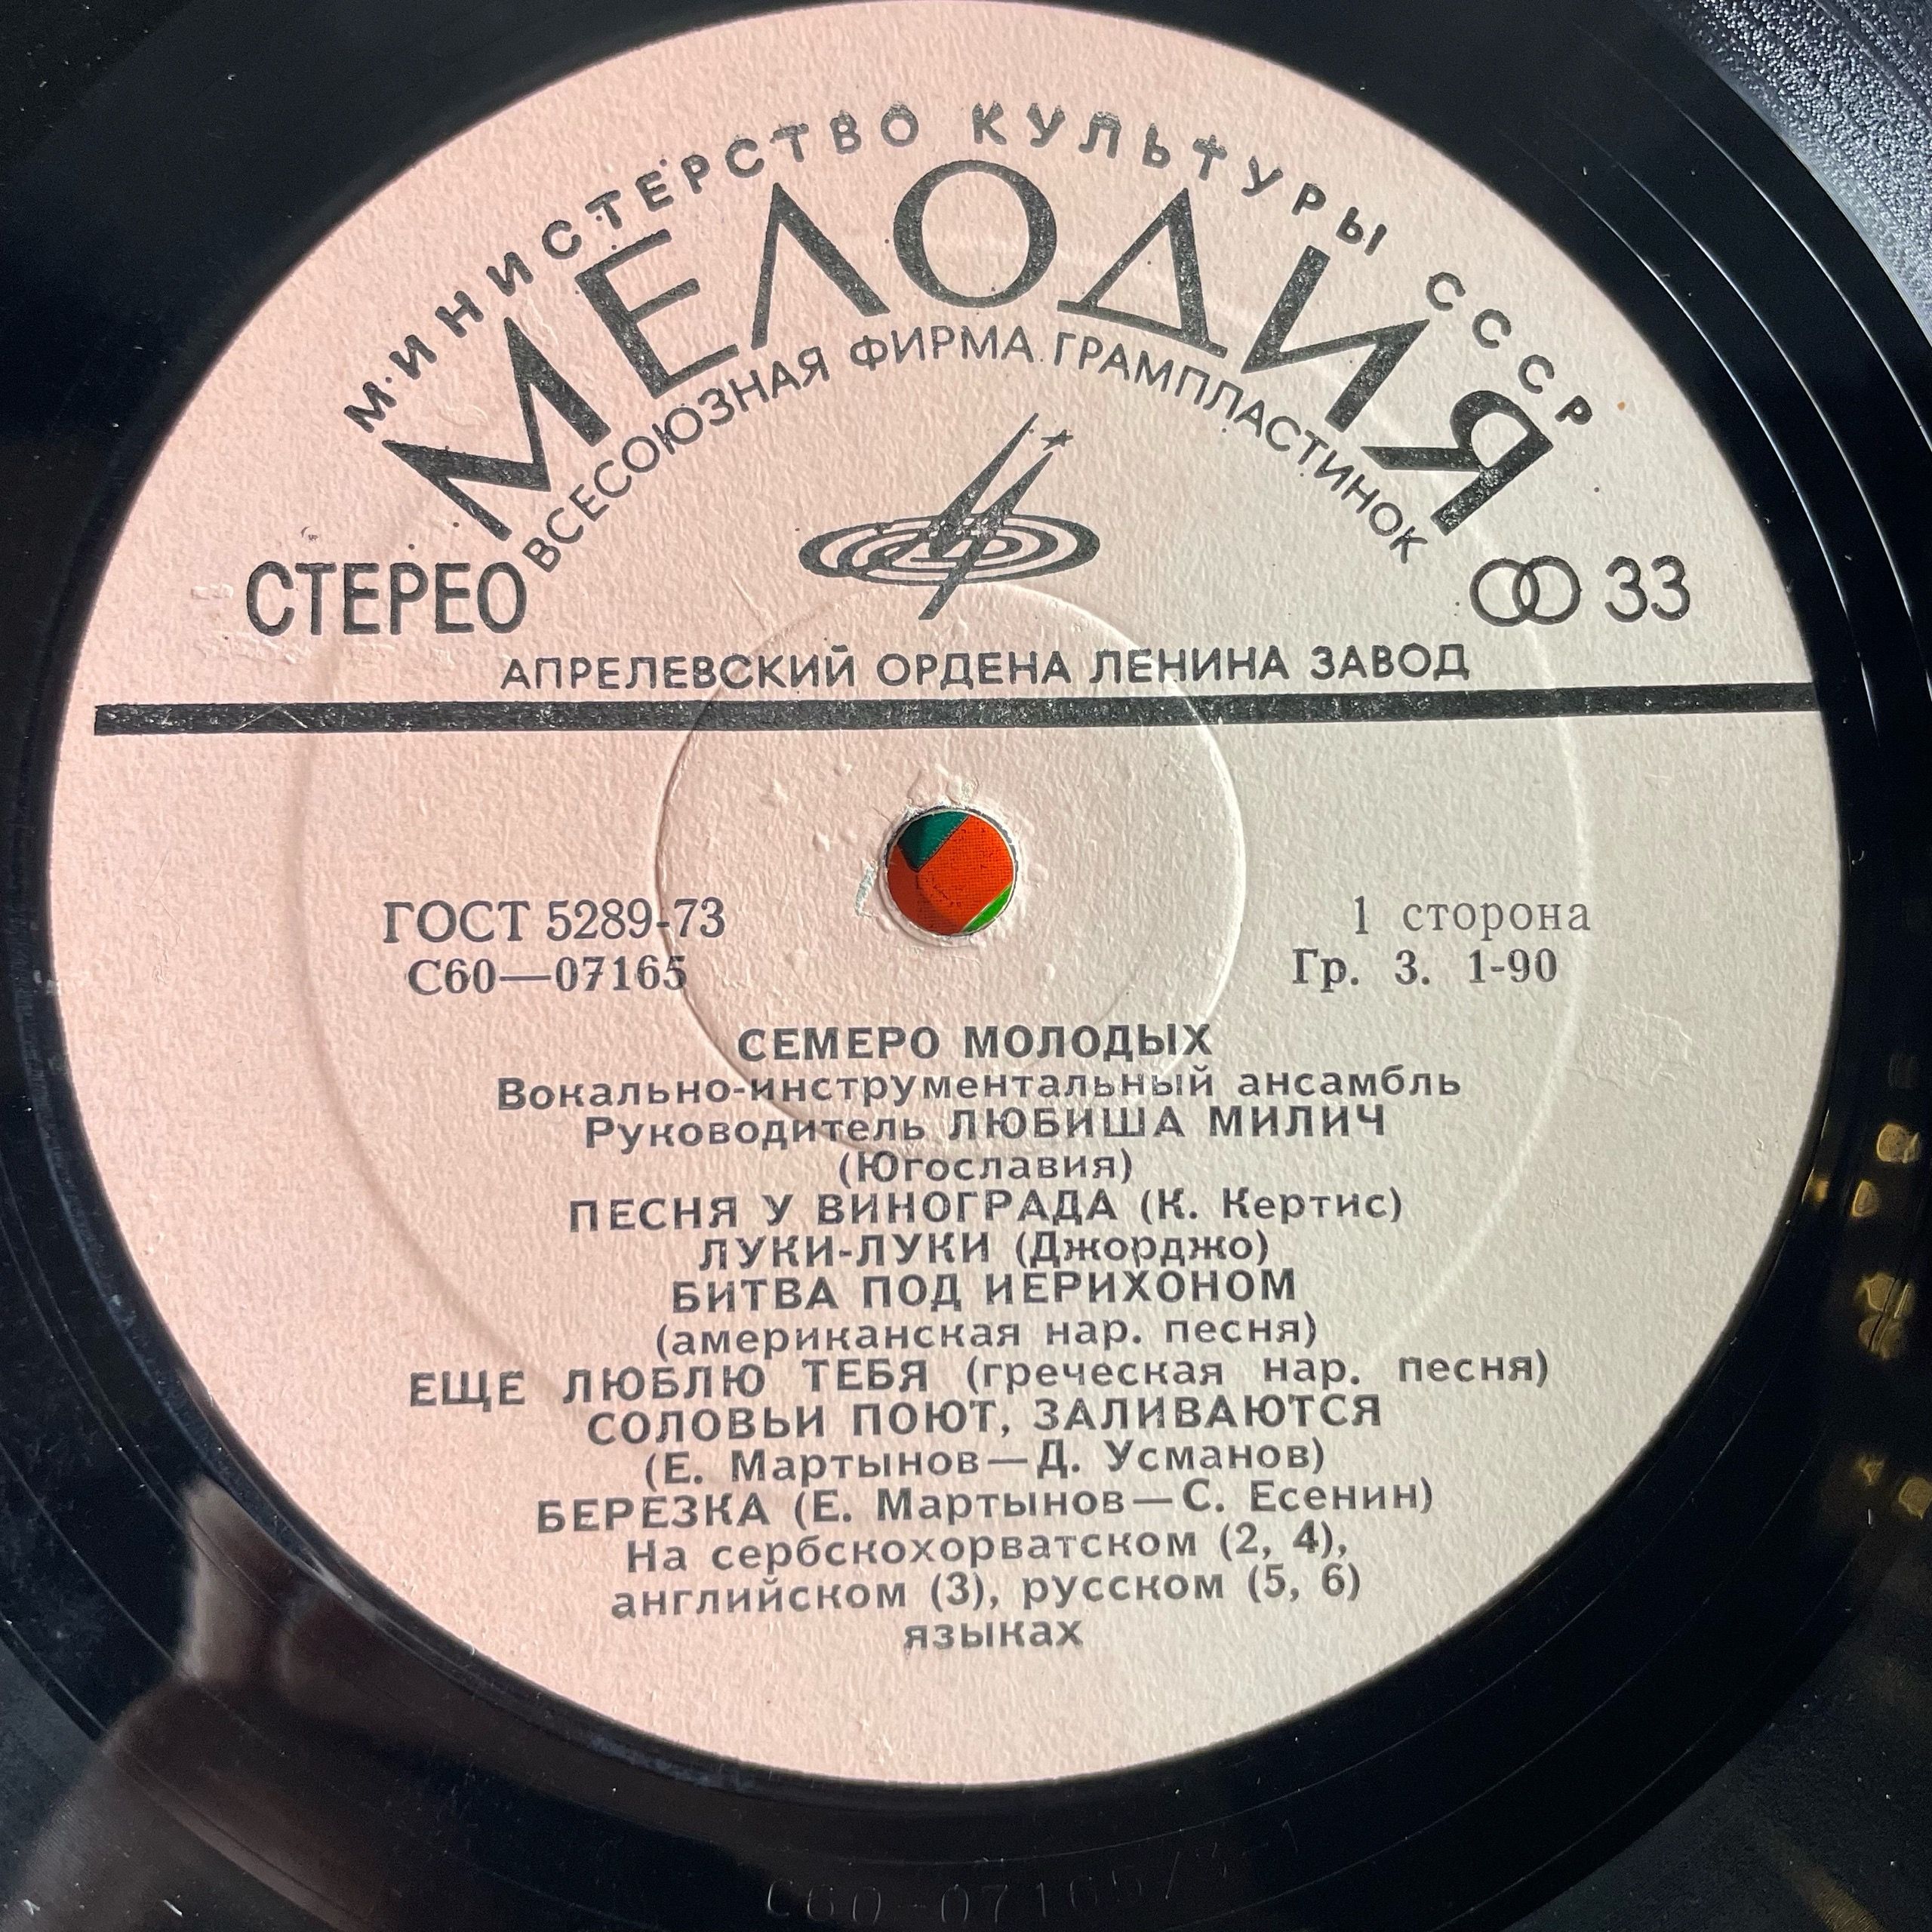 МИНИСТЕРСТВО КУЛЬТУРЫ СССР
МЕЛОДИЯ
ВСЕСОЮЗНАЯ ФИРМА ГРАМПЛАСТИНОК
СТЕРЕО
33
АПРЕЛЕВСКИЙ ОРДЕНА ЛЕНИНА ЗАВОД
ГОСТ 5289-73
1 сторона
С60—07165
Гр. 3. 1-90
СЕМЕРО МОЛОДЫХ
Вокально-инструментальный ансамбль
Руководитель ЛЮБИША МИЛИЧ
(Югославия)
ПЕСНЯ У ВИНОГРАДА (К. Кертис)
ЛУКИ-ЛУКИ (Джорджо)
БИТВА ПОД ИЕРИХОНОМ
(американская нар. песня)
ЕЩЕ ЛЮБЛЮ ТЕБЯ (греческая нар. песня)
СОЛОВЬИ ПОЮТ, ЗАЛИВАЮТСЯ
(Е. Мартынов—Д. Усманов)
БЕРЕЗКА (Е. Мартынов—С. Есенин)
На сербскохорватском (2, 4),
английском (3), русском (5, 6)
языках